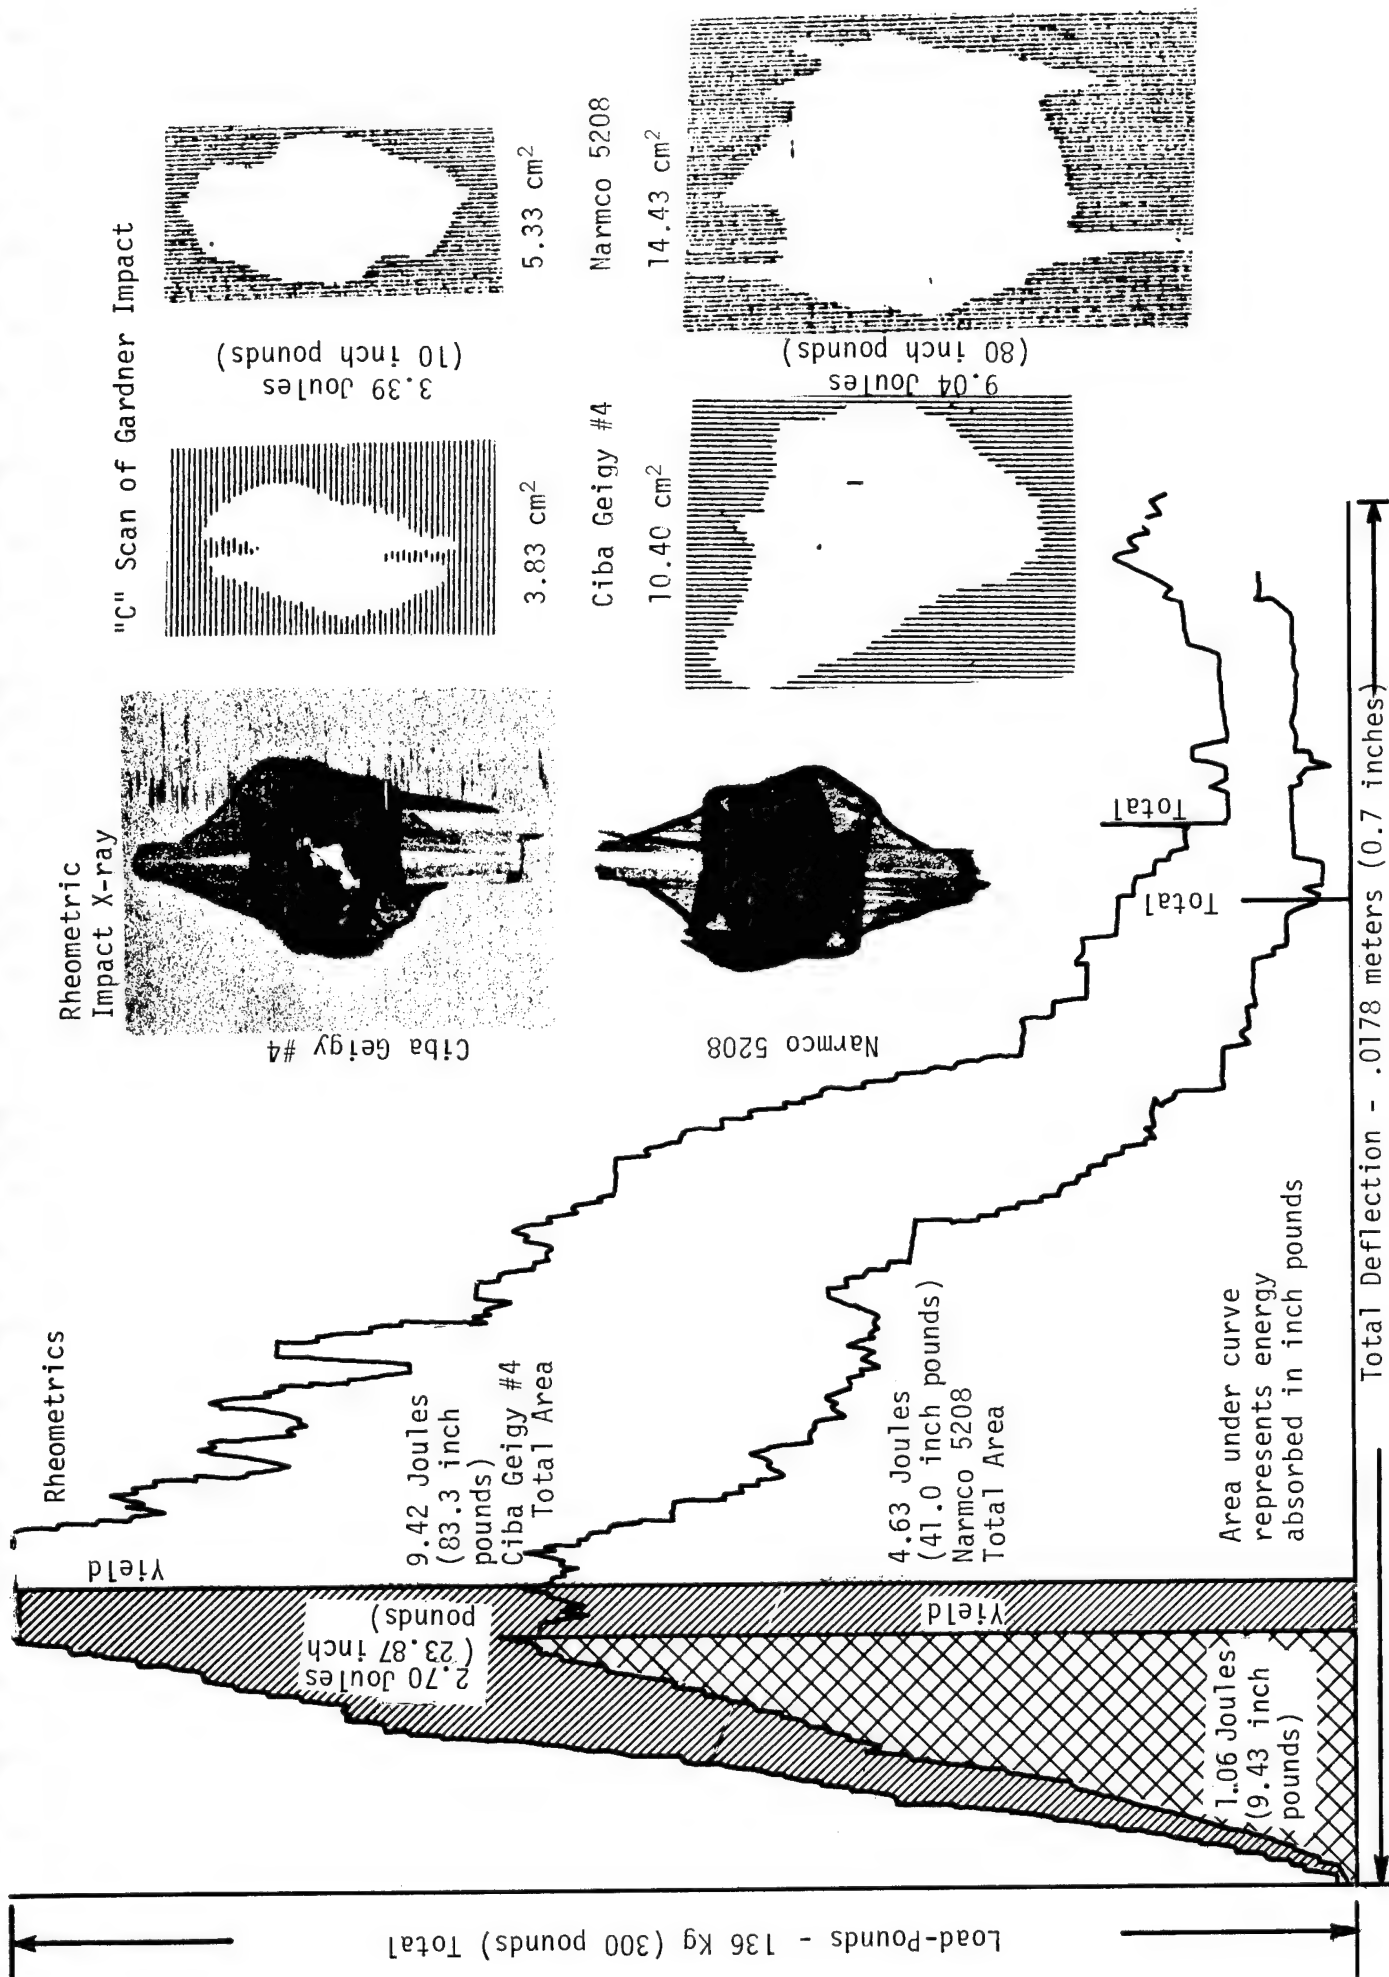 "C" Scan of Gardner Impact
3.39 Joules
(10 inch pounds)
3.83 cm²
5.33 cm²
Ciba Geigy #4
Narmco 5208
10.40 cm²
14.43 cm²
9.04 Joules
(80 inch pounds)
Rheometric
Impact X-ray
Ciba Geigy #4
Narmco 5208
Rheometrics
Yield
9.42 Joules
(83.3 inch
pounds)
Ciba Geigy #4
Total Area
2.70 Joules
(23.87 inch
pounds)
4.63 Joules
(41.0 inch pounds)
Narmco 5208
Total Area
Yield
1.06 Joules
(9.43 inch
pounds)
Area under curve
represents energy
absorbed in inch pounds
Total
Total
Load-Pounds - 136 Kg (300 pounds) Total
Total Deflection - .0178 meters (0.7 inches)